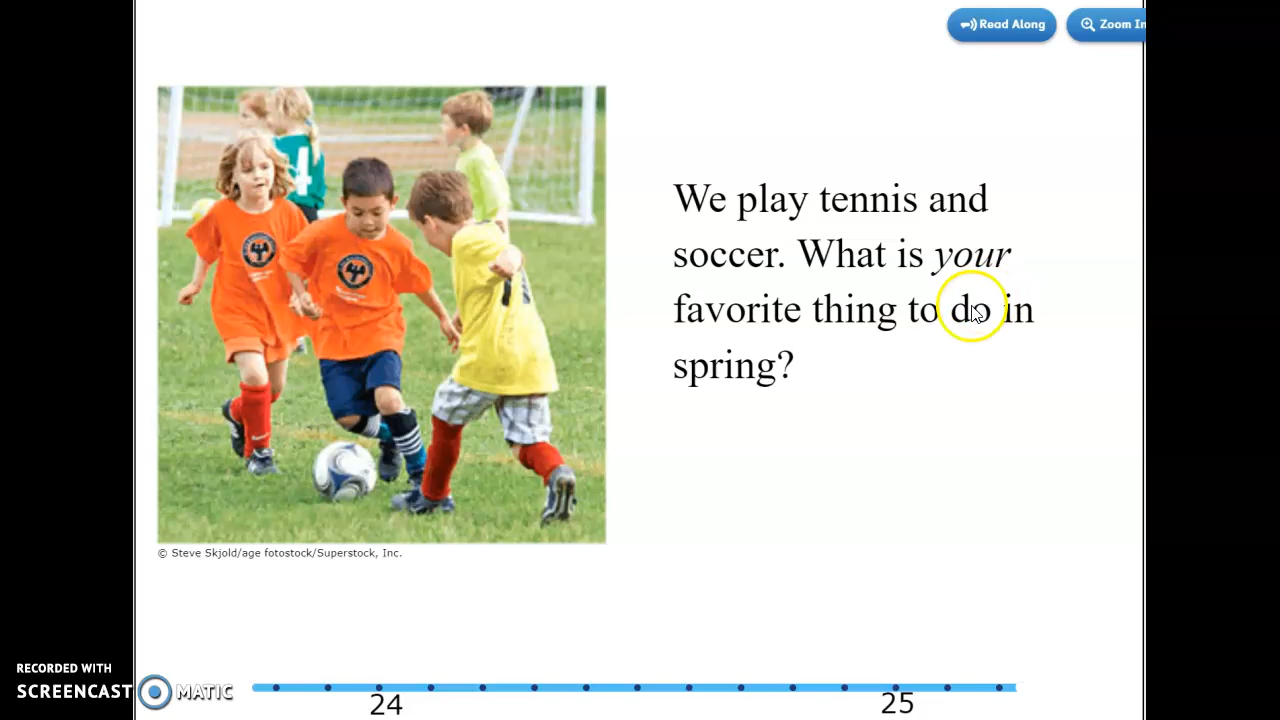 Read Along
Zoom In
4
We play tennis and
soccer. What is your
favorite thing to do in
spring?
© Steve Skjold/age fotostock/Superstock, Inc.
RECORDED WITH
SCREENCAST MATIC
24
25